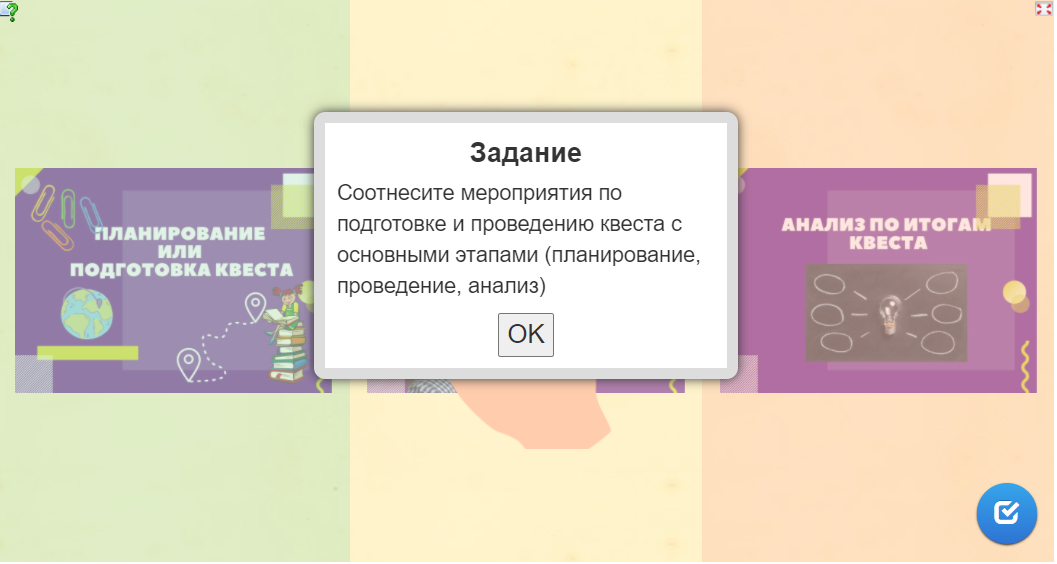 Задание
Соотнесите мероприятия по
подготовке и проведению квеста с
основными этапами (планирование,
проведение, анализ)
OK
ПЛАНИРОВАНИЕ
ИЛИ
ПОДГОТОВКА КВЕСТА
АНАЛИЗ ПО ИТОГАМ
КВЕСТА